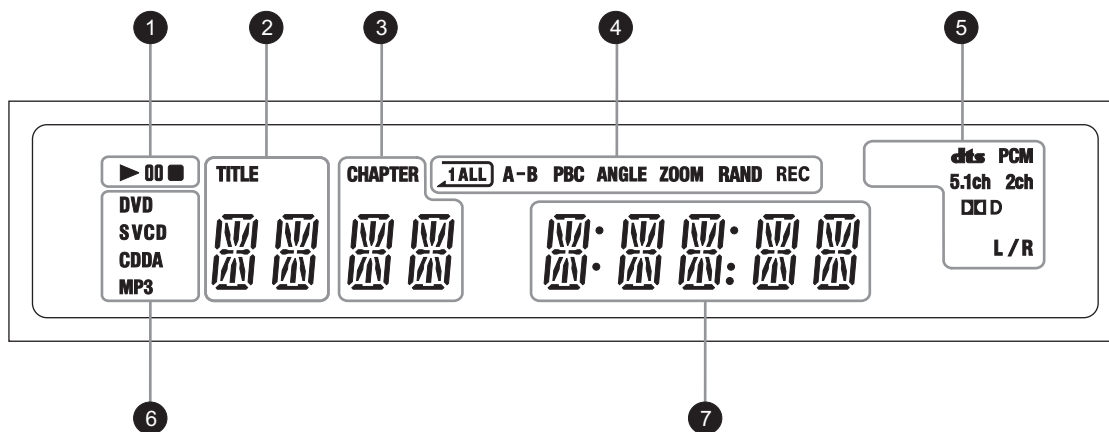 1 2 3 4 5
TITLE CHAPTER 1 ALL A-B PBC ANGLE ZOOM RAND REC dts PCM
5.1ch 2ch
DVD D
SVCD
CDDA L/R
MP3
6 7